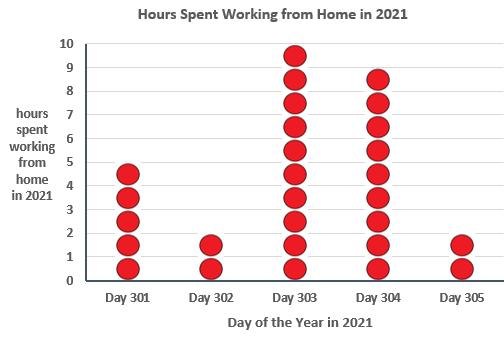 Hours Spent Working from Home in 2021
10
9
8
7
6
5
4
3
2
1
0
hours
spent
working
from
home
in 2021
Day 301 Day 302 Day 303 Day 304 Day 305
Day of the Year in 2021